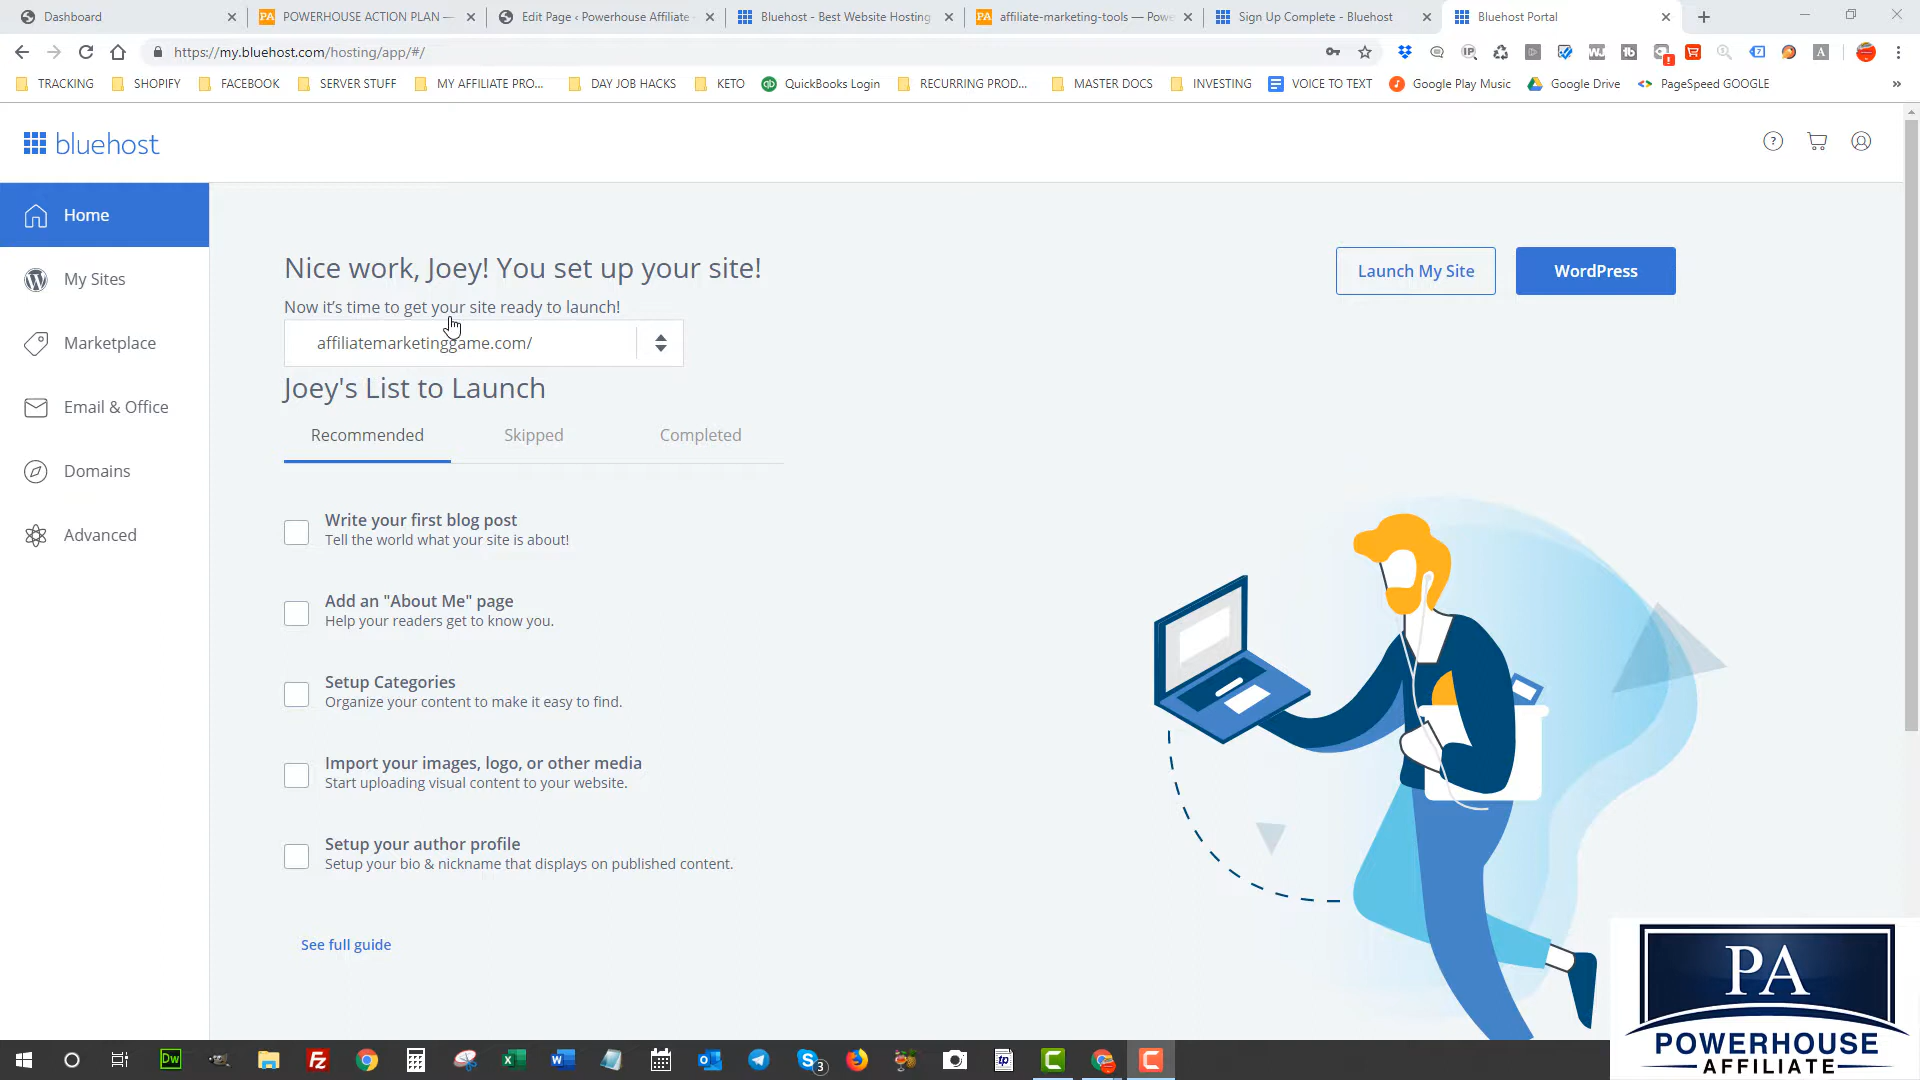 Dashboard
POWERHOUSE ACTION PLAN —
Edit Page ‹ Powerhouse Affiliate
Bluehost - Best Website Hosting
affiliate-marketing-tools — Pow
Sign Up Complete - Bluehost
Bluehost Portal
https://my.bluehost.com/hosting/app/#/
TRACKING
SHOPIFY
FACEBOOK
SERVER STUFF
MY AFFILIATE PRO...
DAY JOB HACKS
KETO
QuickBooks Login
RECURRING PROD...
MASTER DOCS
INVESTING
VOICE TO TEXT
Google Play Music
Google Drive
PageSpeed GOOGLE
bluehost
Home
My Sites
Marketplace
Email & Office
Domains
Advanced
Nice work, Joey! You set up your site!
Now it's time to get your site ready to launch!
affiliatemarketinggame.com/
Launch My Site
WordPress
Joey's List to Launch
Recommended
Skipped
Completed
Write your first blog post
Tell the world what your site is about!
Add an "About Me" page
Help your readers get to know you.
Setup Categories
Organize your content to make it easy to find.
Import your images, logo, or other media
Start uploading visual content to your website.
Setup your author profile
Setup your bio & nickname that displays on published content.
See full guide
PA
POWERHOUSE
AFFILIATE